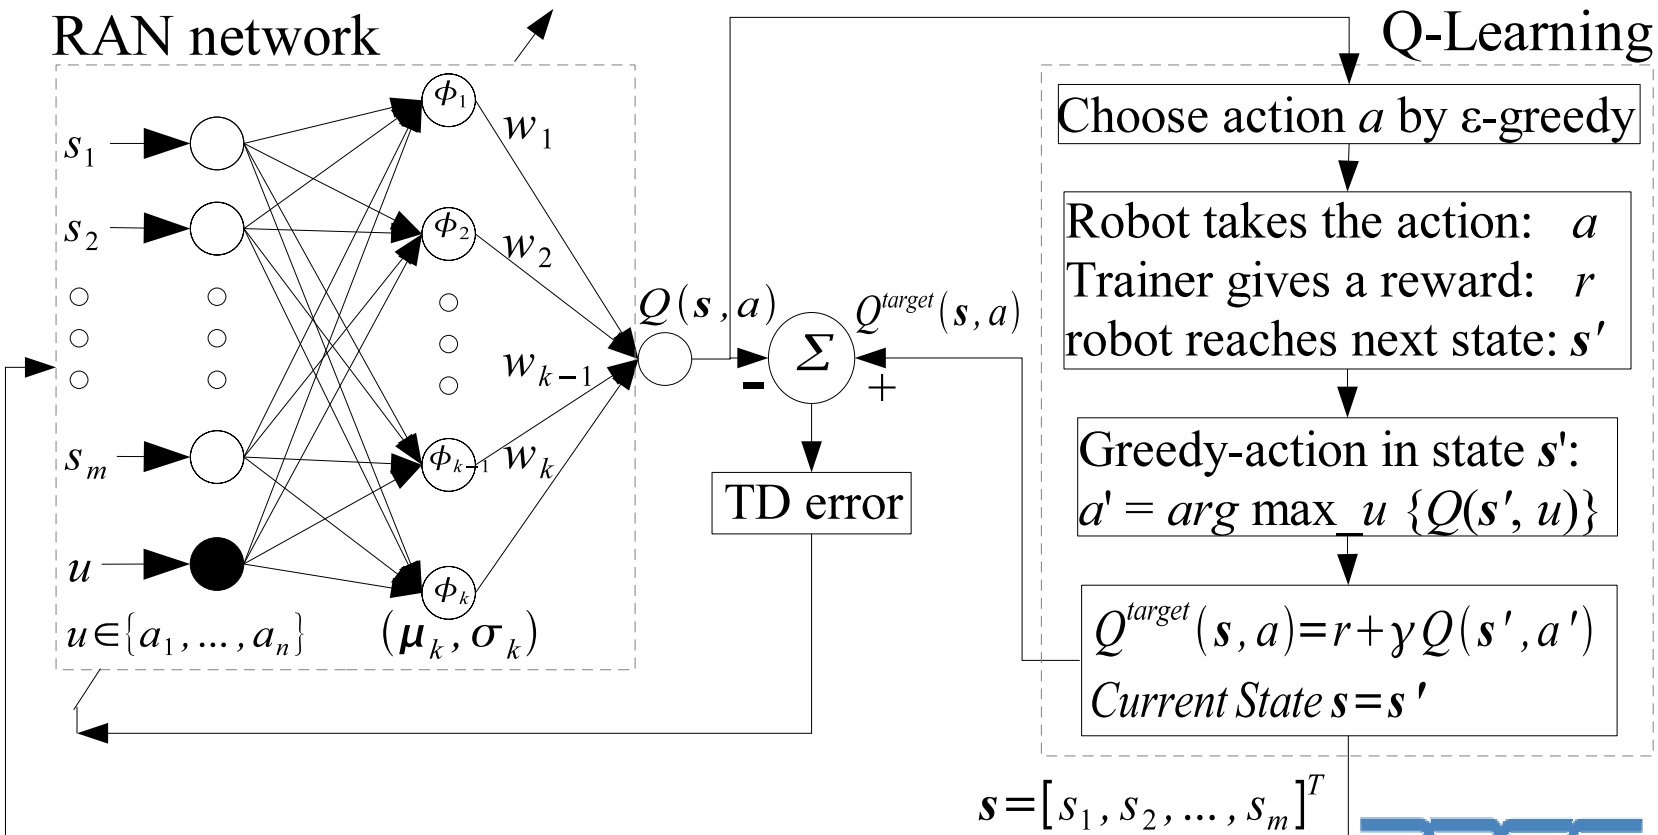 RAN network
s₁
s₂
sₘ
u
u∈{a₁,...,aₙ}
ϕ₁
ϕ₂
ϕₖ₋₁
ϕₖ
(μₖ, σₖ)
w₁
w₂
wₖ₋₁
wₖ
Q(s,a)
-
Σ
+
Q^target(s,a)
TD error
Q-Learning
Choose action a by ε-greedy
Robot takes the action: a
Trainer gives a reward: r
robot reaches next state: s'
Greedy-action in state s':
a' = arg max_u {Q(s', u)}
Q^target(s,a)=r+γQ(s',a')
Current State s=s'
s=[s₁,s₂,...,sₘ]ᵀ